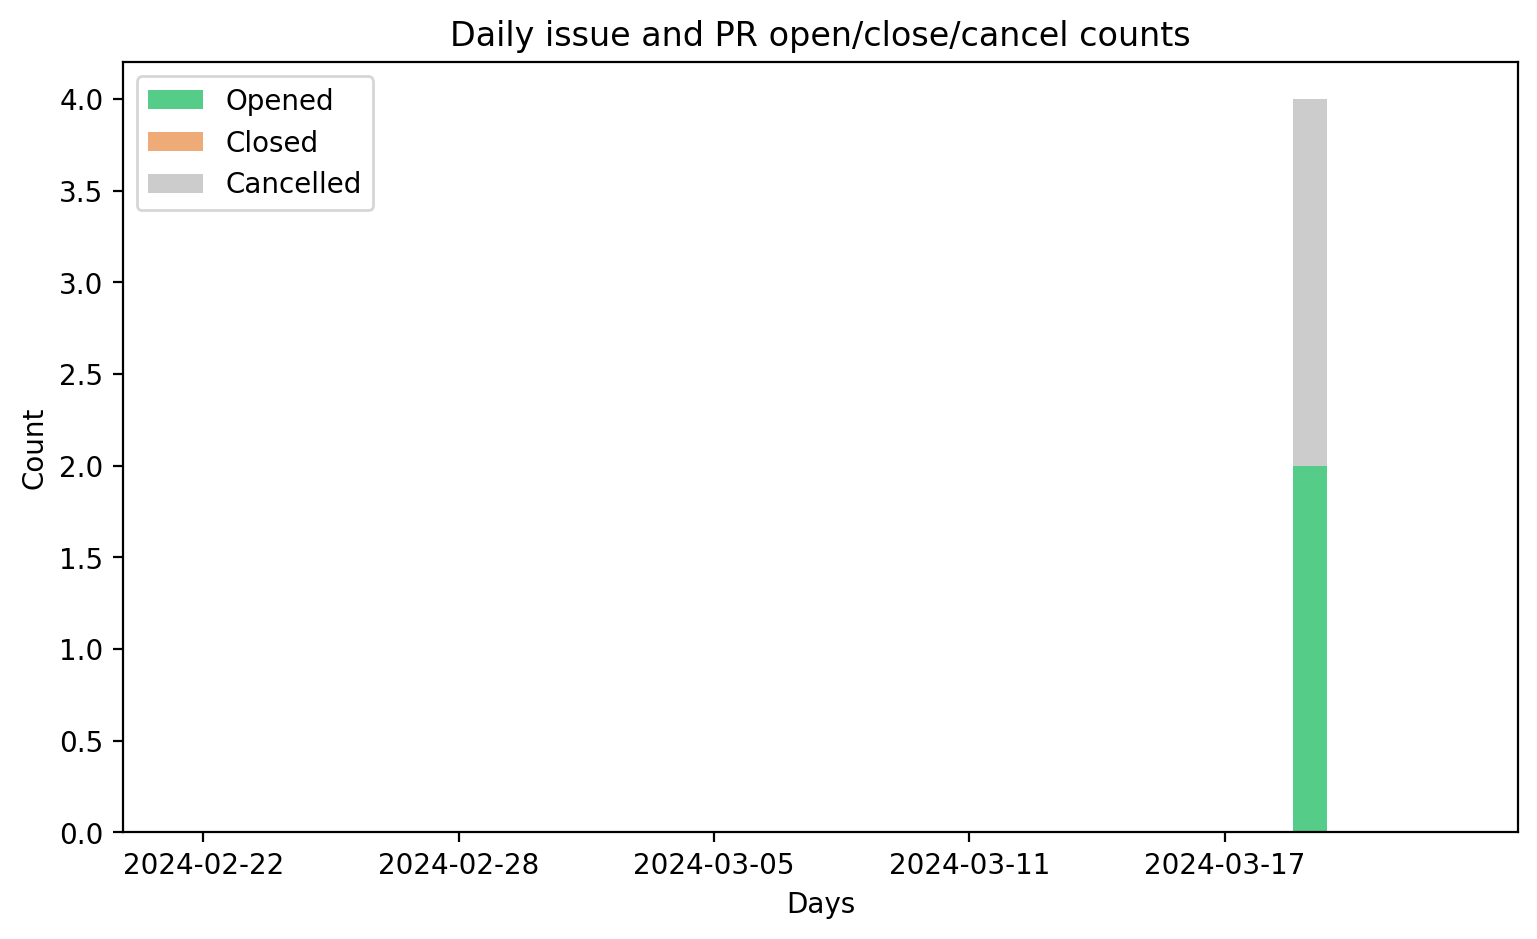 Daily issue and PR open/close/cancel counts
Opened
Closed
Cancelled
4.0
3.5
3.0
2.5
2.0
1.5
1.0
0.5
0.0
Count
2024-02-22 2024-02-28 2024-03-05 2024-03-11 2024-03-17
Days